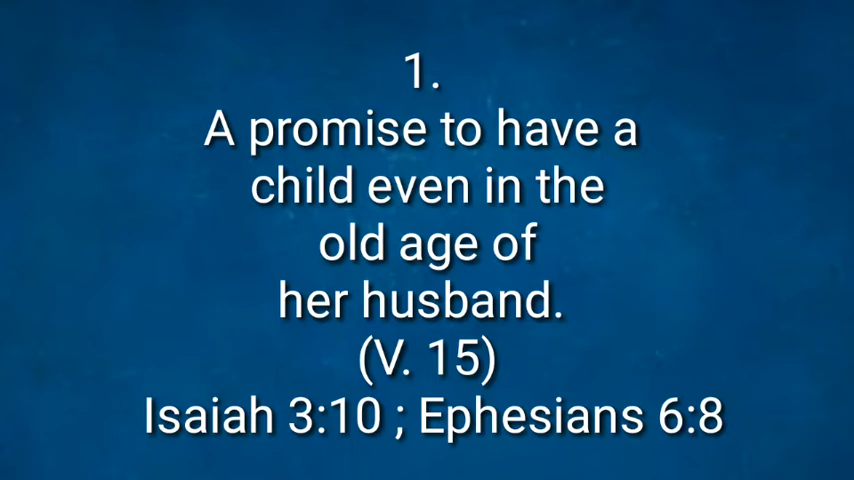 1.
A promise to have a
child even in the
old age of
her husband.
(V. 15)
Isaiah 3:10 ; Ephesians 6:8